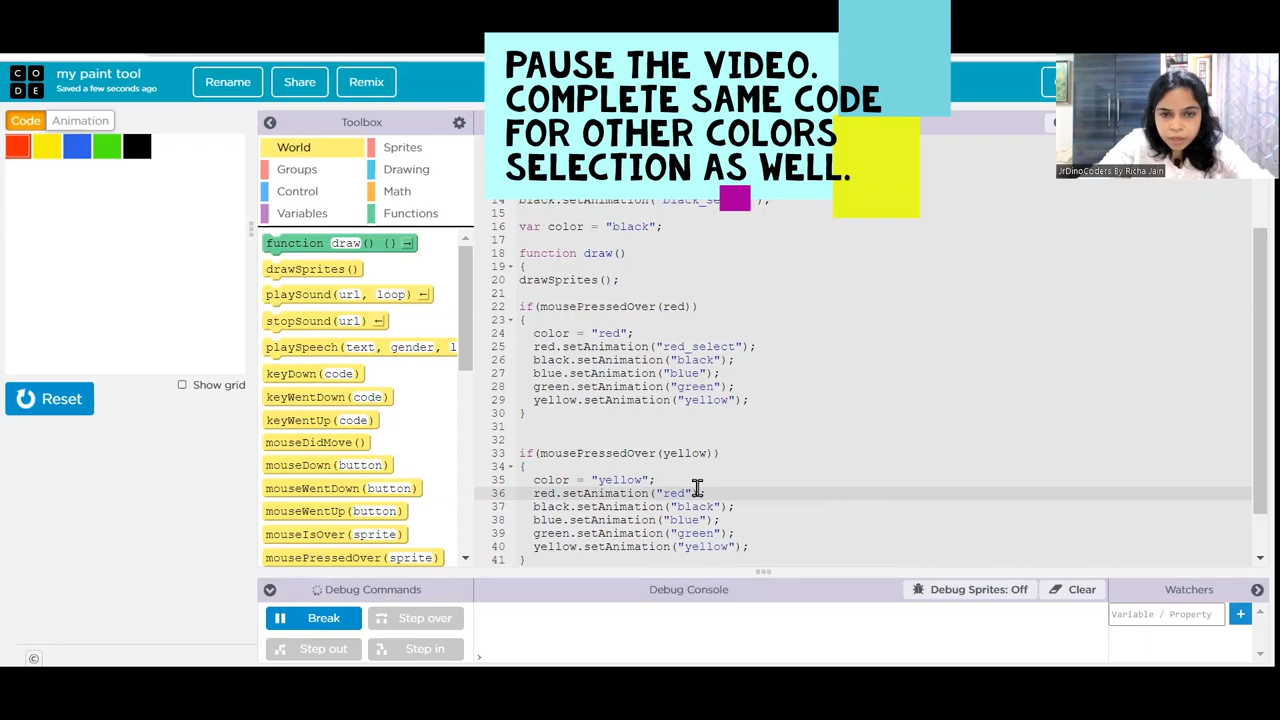 PAUSE THE VIDEO.
COMPLETE SAME CODE
FOR OTHER COLORS
SELECTION AS WELL.
C O
D E
my paint tool
Saved a few seconds ago
Rename
Share
Remix
JrDinoCoders By Richa Jain
Code
Animation
Toolbox
World
Sprites
Groups
Drawing
Control
Math
Variables
Functions
function draw() {}
drawSprites()
playSound(url, loop)
stopSound(url)
playSpeech(text, gender, l
keyDown(code)
keyWentDown(code)
keyWentUp(code)
mouseDidMove()
mouseDown(button)
mouseWentDown(button)
mouseWentUp(button)
mouseIsOver(sprite)
mousePressedOver(sprite)
Show grid
Reset
14 black.setAnimation("black_se
15
16 var color = "black";
17
18 function draw()
19 {
20 drawSprites();
21
22 if(mousePressedOver(red))
23 {
24 color = "red";
25 red.setAnimation("red_select");
26 black.setAnimation("black");
27 blue.setAnimation("blue");
28 green.setAnimation("green");
29 yellow.setAnimation("yellow");
30 }
31
32
33 if(mousePressedOver(yellow))
34 {
35 color = "yellow";
36 red.setAnimation("red");
37 black.setAnimation("black");
38 blue.setAnimation("blue");
39 green.setAnimation("green");
40 yellow.setAnimation("yellow");
41 }
Debug Commands
Debug Console
Debug Sprites: Off
Clear
Watchers
Break
Step over
Step out
Step in
Variable / Property
+
>
©